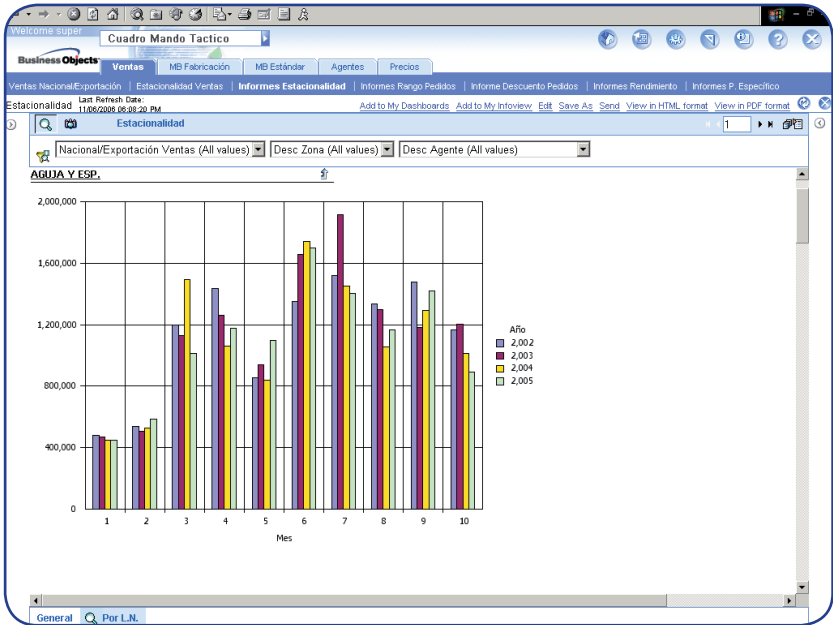 Welcome super
Cuadro Mando Tactico
Business Objects
Ventas
MB Fabricación
MB Estándar
Agentes
Precios
Ventas Nacional/Exportación | Estacionalidad Ventas | Informes Estacionalidad | Informes Rango Pedidos | Informe Descuento Pedidos | Informes Rendimiento | Informes P. Específico
Estacionalidad
Last Refresh Date:
11/06/2006 06:08:20 PM
Add to My Dashboards Add to My Infoview Edit Save As Send View in HTML format View in PDF format
Estacionalidad
1
Nacional/Exportación Ventas (All values)
Desc Zona (All values)
Desc Agente (All values)
AGUJA Y ESP.
2,000,000
1,600,000
1,200,000
800,000
400,000
0
1 2 3 4 5 6 7 8 9 10
Mes
Año
2,002
2,003
2,004
2,005
General
Por L.N.